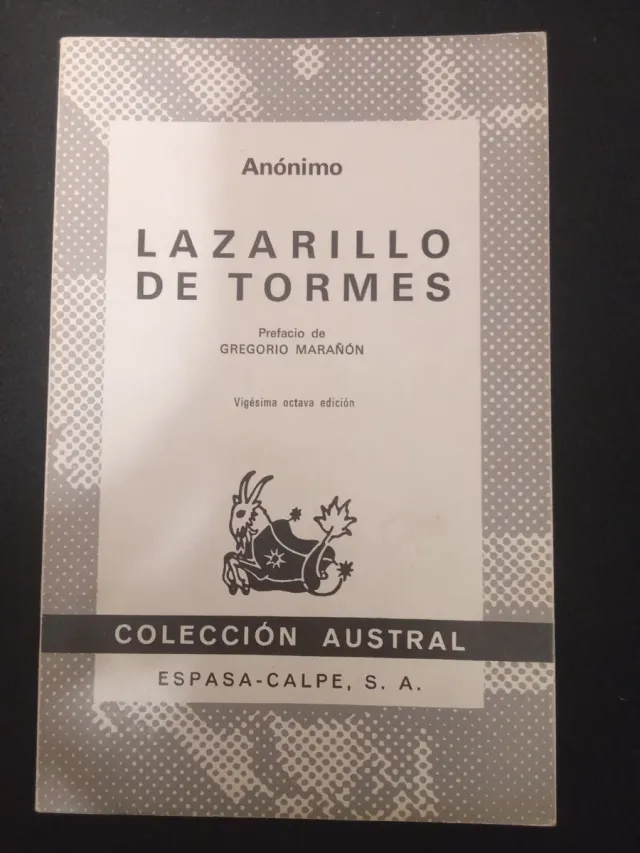 Anónimo
LAZARILLO
DE TORMES
Prefacio de
GREGORIO MARAÑÓN
Vigésima octava edición
COLECCIÓN AUSTRAL
ESPASA-CALPE, S. A.